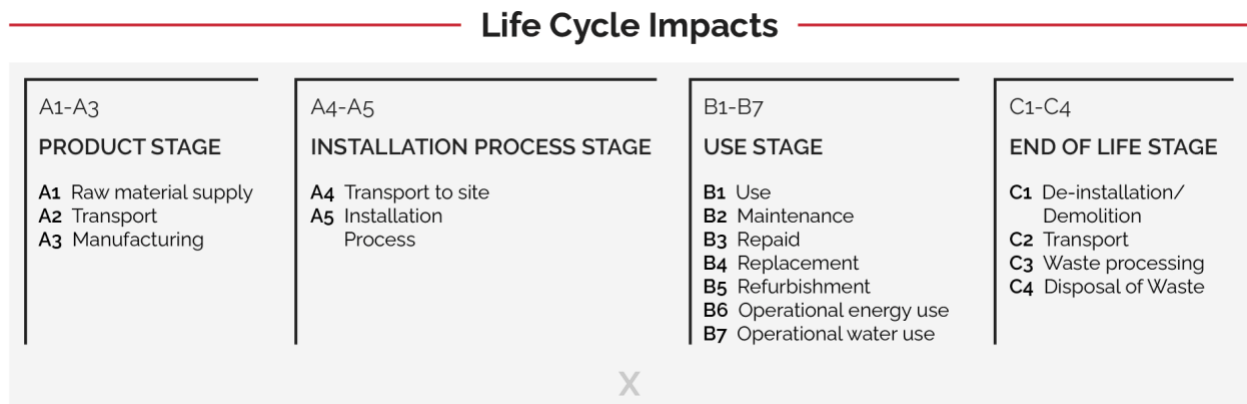 Life Cycle Impacts
A1-A3
PRODUCT STAGE
A1 Raw material supply
A2 Transport
A3 Manufacturing
A4-A5
INSTALLATION PROCESS STAGE
A4 Transport to site
A5 Installation
Process
B1-B7
USE STAGE
B1 Use
B2 Maintenance
B3 Repaid
B4 Replacement
B5 Refurbishment
B6 Operational energy use
B7 Operational water use
C1-C4
END OF LIFE STAGE
C1 De-installation/
Demolition
C2 Transport
C3 Waste processing
C4 Disposal of Waste
X